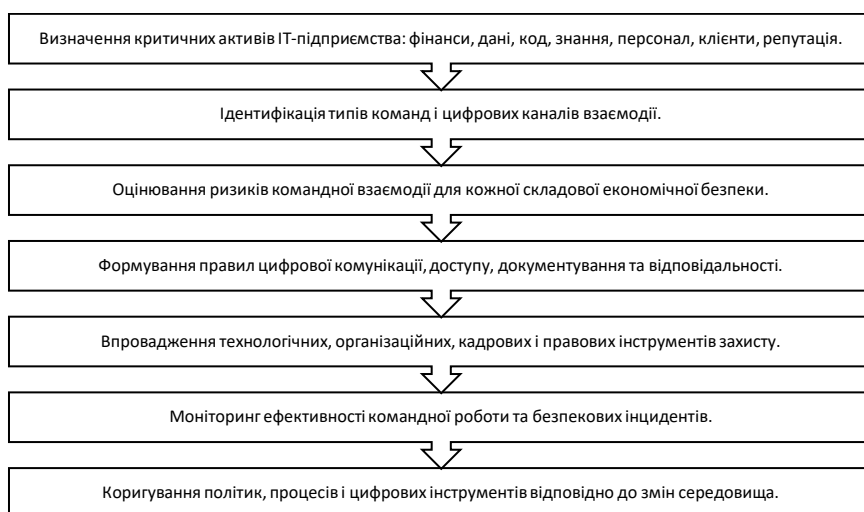 Визначення критичних активів ІТ-підприємства: фінанси, дані, код, знання, персонал, клієнти, репутація.
Ідентифікація типів команд і цифрових каналів взаємодії.
Оцінювання ризиків командної взаємодії для кожної складової економічної безпеки.
Формування правил цифрової комунікації, доступу, документування та відповідальності.
Впровадження технологічних, організаційних, кадрових і правових інструментів захисту.
Моніторинг ефективності командної роботи та безпекових інцидентів.
Коригування політик, процесів і цифрових інструментів відповідно до змін середовища.